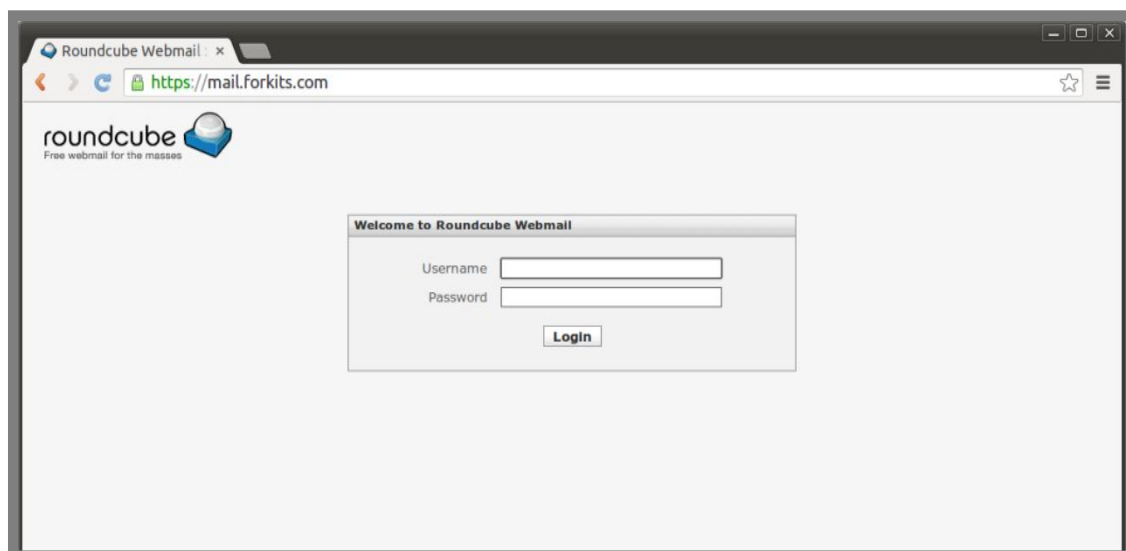 Roundcube Webmail :
https://mail.forkits.com
roundcube
Free webmail for the masses
Welcome to Roundcube Webmail
Username
Password
Login